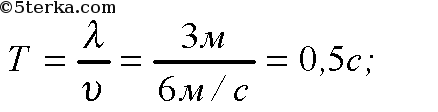 ©5terka.com
T = λ/υ = 3м/6м/с = 0,5с;